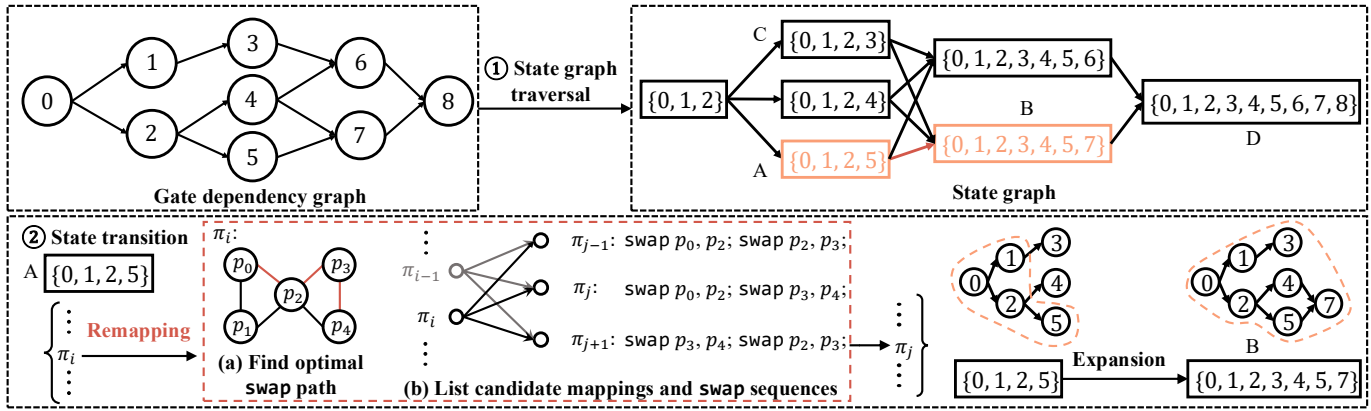 0
1
2
3
4
5
6
7
8
Gate dependency graph
① State graph
traversal
{0, 1, 2}
C
{0, 1, 2, 3}
{0, 1, 2, 4}
A
{0, 1, 2, 5}
{0, 1, 2, 3, 4, 5, 6}
B
{0, 1, 2, 3, 4, 5, 7}
{0, 1, 2, 3, 4, 5, 6, 7, 8}
D
State graph
② State transition
A
{0, 1, 2, 5}
{
⋮
π_i
⋮
Remapping
π_i:
p_0
p_3
p_2
p_1
p_4
(a) Find optimal
swap path
⋮
π_{i−1}
π_i
⋮
π_{j−1}: swap p_0, p_2; swap p_2, p_3;
π_j: swap p_0, p_2; swap p_3, p_4;
π_{j+1}: swap p_3, p_4; swap p_2, p_3;
(b) List candidate mappings and swap sequences
⋮
π_j
⋮
}
0
1
2
3
4
5
{0, 1, 2, 5}
Expansion
0
1
2
3
4
5
7
B
{0, 1, 2, 3, 4, 5, 7}